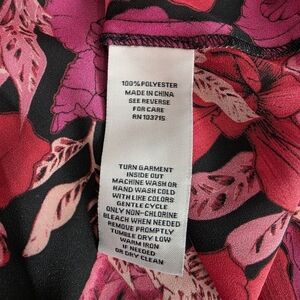 100% POLYESTER
MADE IN CHINA
SEE REVERSE
FOR CARE
RN 103715
TURN GARMENT
INSIDE OUT
MACHINE WASH OR
HAND WASH COLD
WITH LIKE COLORS
GENTLE CYCLE
ONLY NON-CHLORINE
BLEACH WHEN NEEDED
REMOVE PROMPTLY
TUMBLE DRY LOW
WARM IRON
IF NEEDED
OR DRY CLEAN